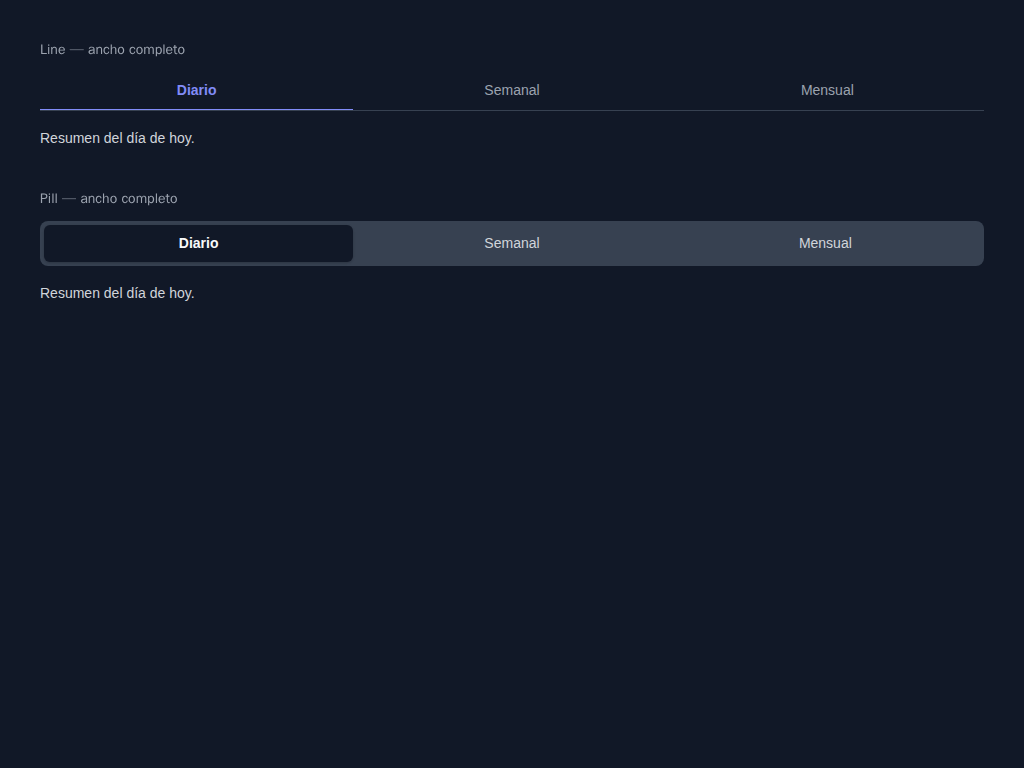 Line — ancho completo
Diario Semanal Mensual
Resumen del día de hoy.
Pill — ancho completo
Diario Semanal Mensual
Resumen del día de hoy.